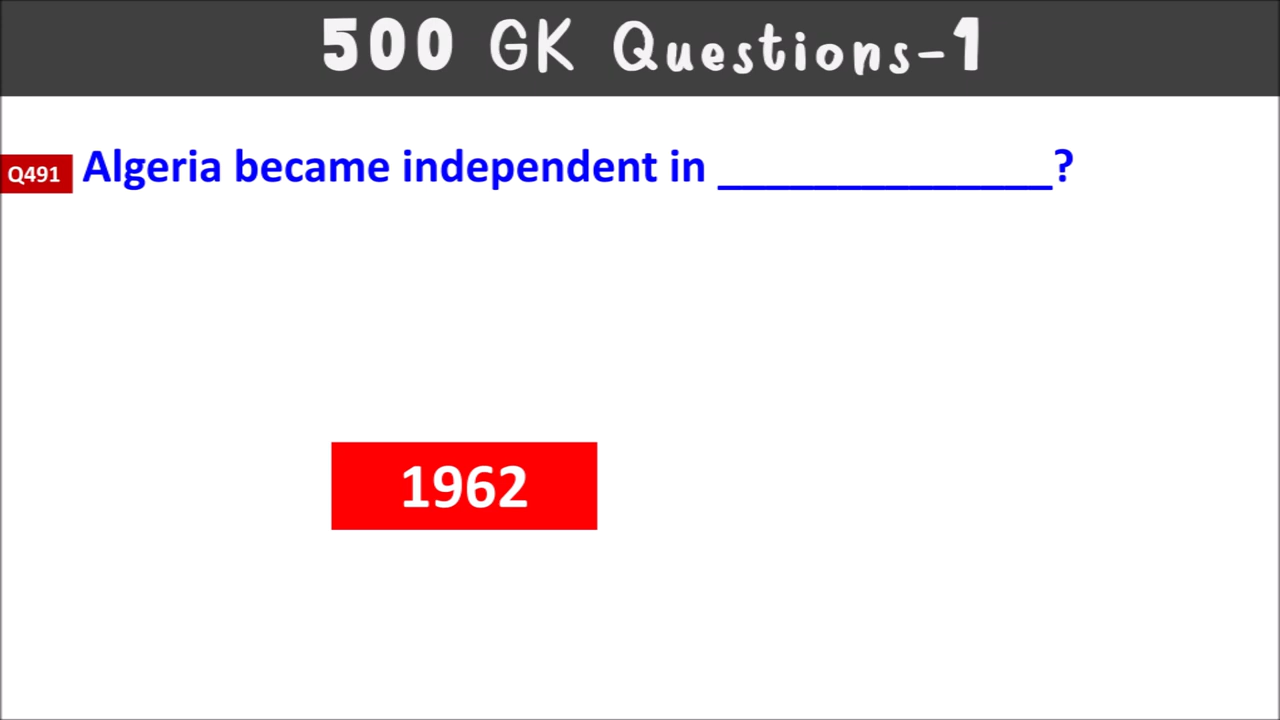 500 GK Questions-1
Q491 Algeria became independent in ______________?
1962